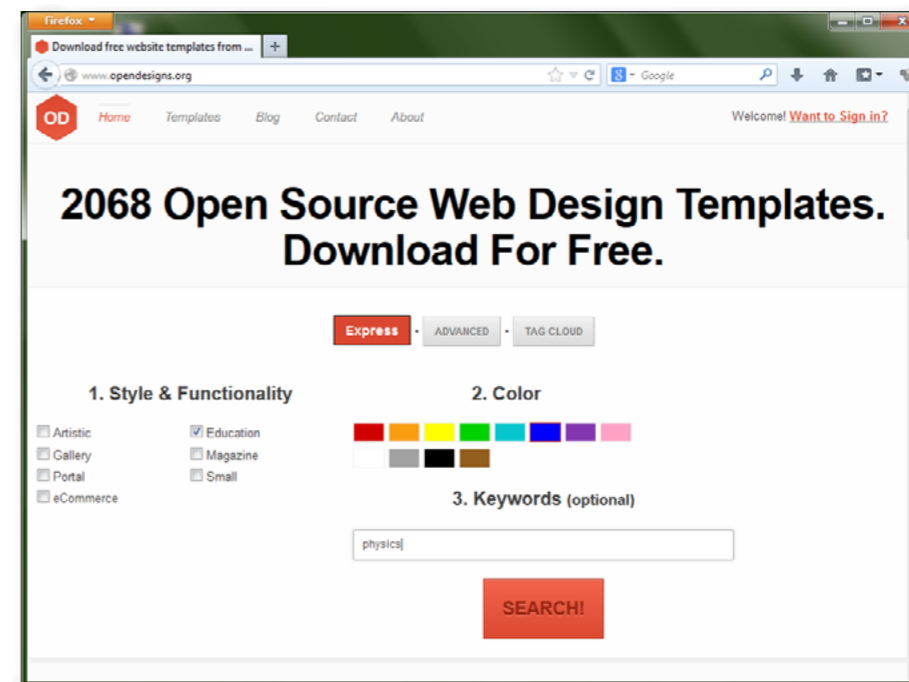 Firefox
Download free website templates from ...
www.opendesigns.org
Google
OD
Home Templates Blog Contact About
Welcome! Want to Sign in?
2068 Open Source Web Design Templates.
Download For Free.
Express · ADVANCED · TAG CLOUD
1. Style & Functionality
Artistic Education
Gallery Magazine
Portal Small
eCommerce
2. Color
3. Keywords (optional)
physics
SEARCH!